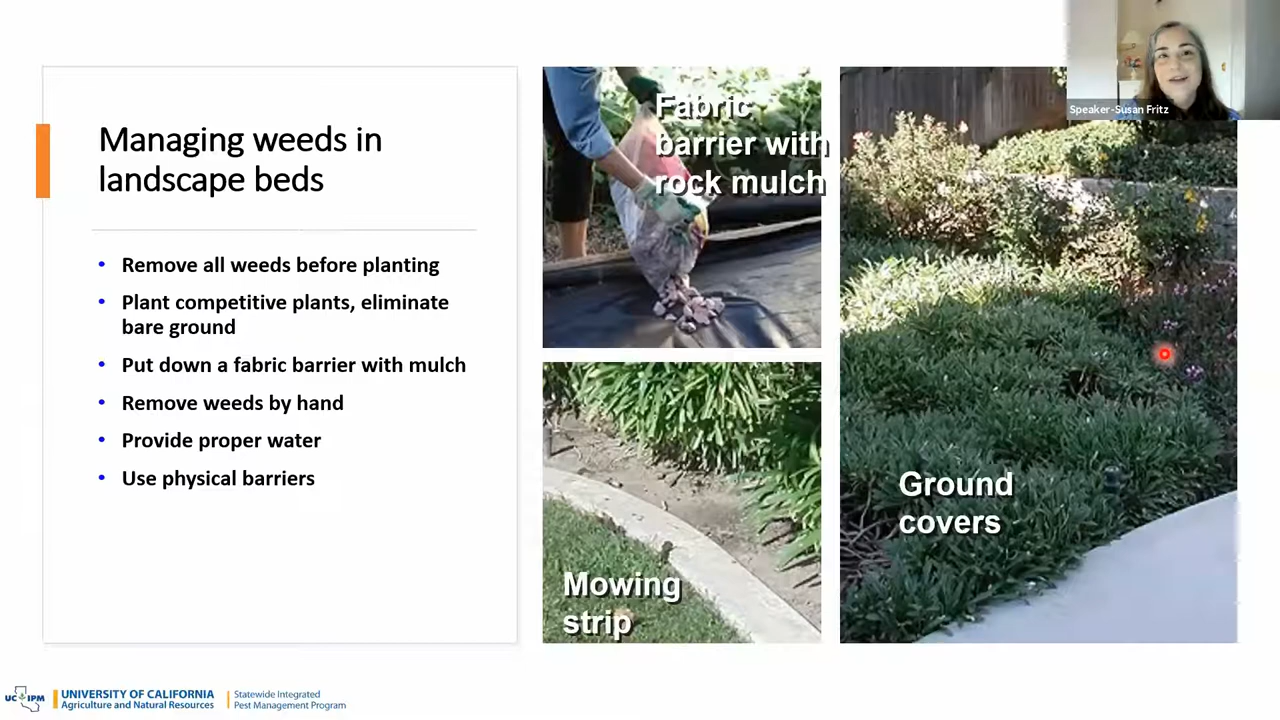 Managing weeds in
landscape beds
• Remove all weeds before planting
• Plant competitive plants, eliminate
bare ground
• Put down a fabric barrier with mulch
• Remove weeds by hand
• Provide proper water
• Use physical barriers
Fabric
barrier with
rock mulch
Mowing
strip
Ground
covers
Speaker-Susan Fritz
UC IPM
UNIVERSITY OF CALIFORNIA
Agriculture and Natural Resources
Statewide Integrated
Pest Management Program